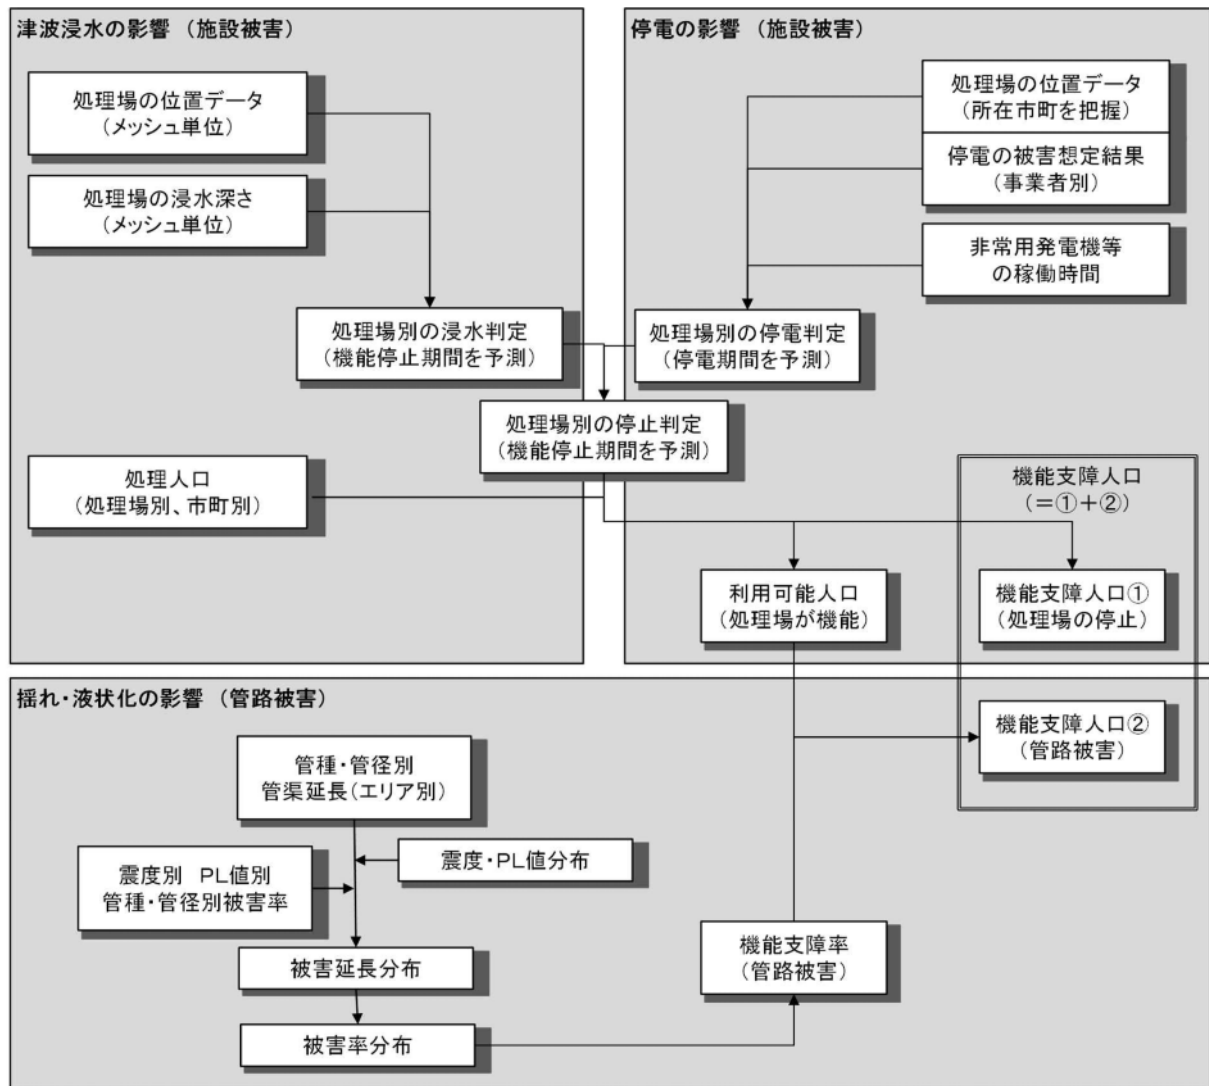 津波浸水の影響 （施設被害）
処理場の位置データ
（メッシュ単位）
処理場の浸水深さ
（メッシュ単位）
処理場別の浸水判定
（機能停止期間を予測）
停電の影響 （施設被害）
処理場の位置データ
（所在市町を把握）
停電の被害想定結果
（事業者別）
非常用発電機等
の稼働時間
処理場別の停電判定
（停電期間を予測）
処理場別の停止判定
（機能停止期間を予測）
処理人口
（処理場別、市町別）
機能支障人口
（＝①＋②）
利用可能人口
（処理場が機能）
機能支障人口①
（処理場の停止）
揺れ・液状化の影響 （管路被害）
機能支障人口②
（管路被害）
管種・管径別
管渠延長（エリア別）
震度・ＰＬ値分布
震度別 ＰＬ値別
管種・管径別被害率
被害延長分布
被害率分布
機能支障率
（管路被害）